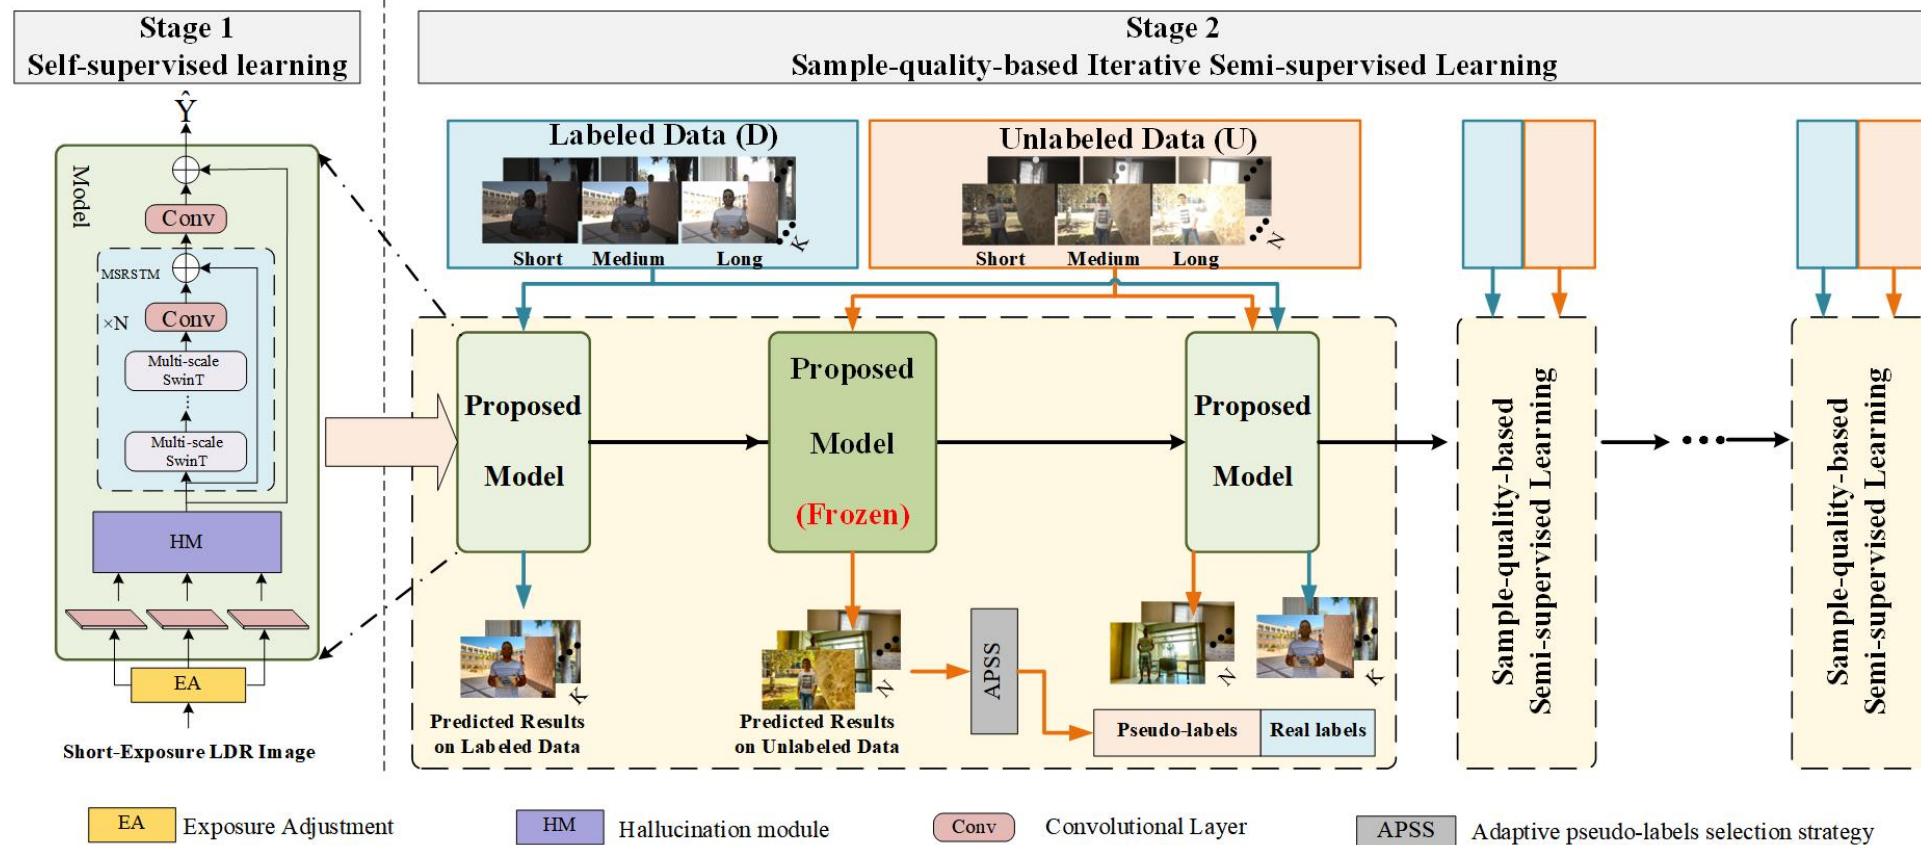 Stage 1
Self-supervised learning
Stage 2
Sample-quality-based Iterative Semi-supervised Learning
Ŷ
Model
Conv
MSRSTM
×N
Conv
Multi-scale
SwinT
Multi-scale
SwinT
HM
EA
Short-Exposure LDR Image
Labeled Data (D)
Short Medium Long
K
Unlabeled Data (U)
Short Medium Long
N
Proposed
Model
Proposed
Model
(Frozen)
Proposed
Model
K
Predicted Results
on Labeled Data
N
Predicted Results
on Unlabeled Data
APSS
N
K
Pseudo-labels
Real labels
Sample-quality-based
Semi-supervised Learning
Sample-quality-based
Semi-supervised Learning
EA Exposure Adjustment
HM Hallucination module
Conv Convolutional Layer
APSS Adaptive pseudo-labels selection strategy